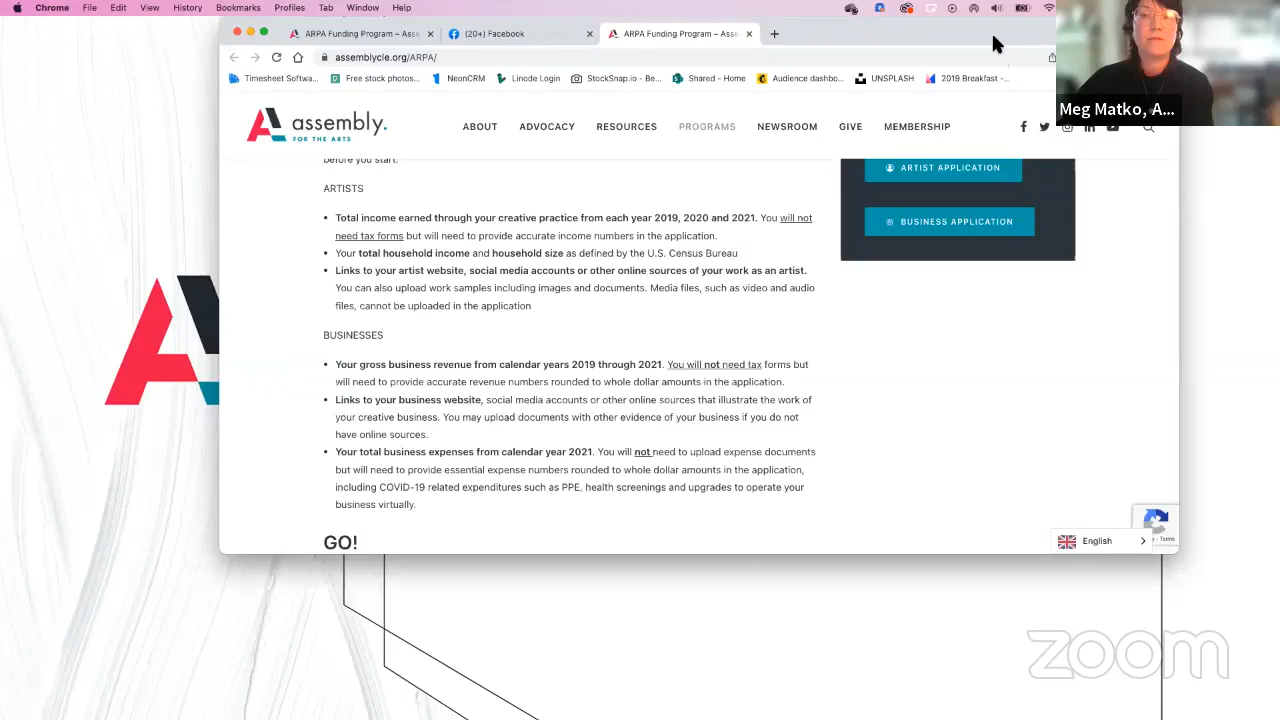 Chrome File Edit View History Bookmarks Profiles Tab Window Help
ARPA Funding Program – Asse (20+) Facebook ARPA Funding Program – Asse
assemblycle.org/ARPA/
Timesheet Softwa... Free stock photos... NeonCRM Linode Login StockSnap.io - Be... Shared - Home Audience dashbo... UNSPLASH 2019 Breakfast -...
assembly.
FOR THE ARTS
ABOUT ADVOCACY RESOURCES PROGRAMS NEWSROOM GIVE MEMBERSHIP
Meg Matko, A...
before you start.
ARTISTS
Total income earned through your creative practice from each year 2019, 2020 and 2021. You will not
need tax forms but will need to provide accurate income numbers in the application.
Your total household income and household size as defined by the U.S. Census Bureau
Links to your artist website, social media accounts or other online sources of your work as an artist.
You can also upload work samples including images and documents. Media files, such as video and audio
files, cannot be uploaded in the application
BUSINESSES
Your gross business revenue from calendar years 2019 through 2021. You will not need tax forms but
will need to provide accurate revenue numbers rounded to whole dollar amounts in the application.
Links to your business website, social media accounts or other online sources that illustrate the work of
your creative business. You may upload documents with other evidence of your business if you do not
have online sources.
Your total business expenses from calendar year 2021. You will not need to upload expense documents
but will need to provide essential expense numbers rounded to whole dollar amounts in the application,
including COVID-19 related expenditures such as PPE, health screenings and upgrades to operate your
business virtually.
GO!
ARTIST APPLICATION
BUSINESS APPLICATION
Terms
English
zoom